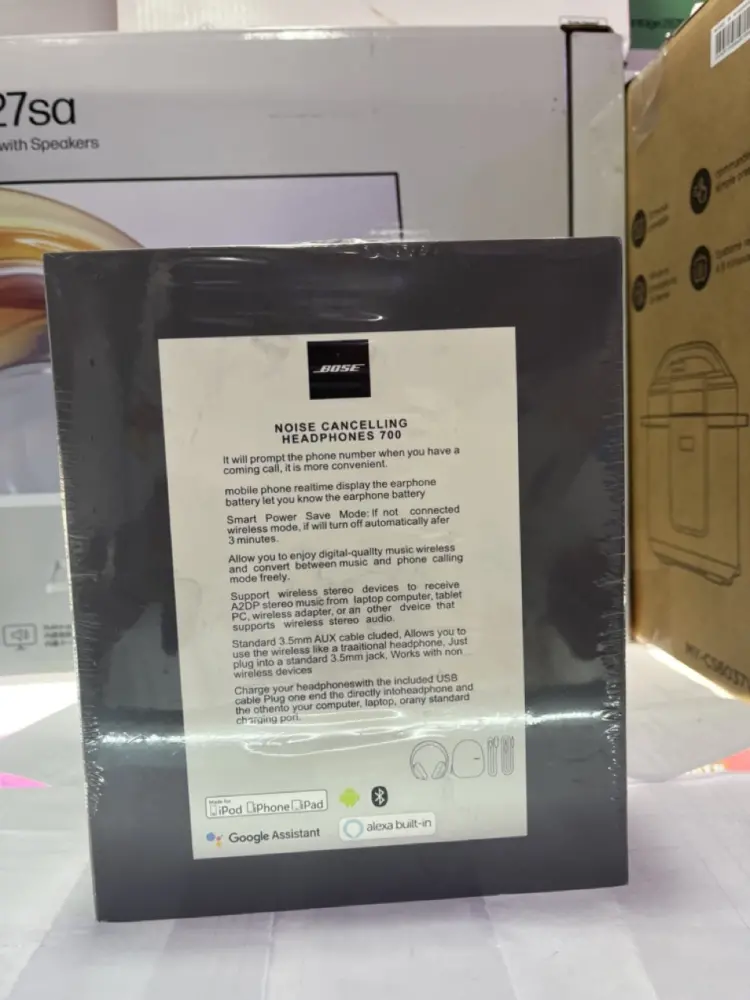 27sa
with Speakers
BOSE
NOISE CANCELLING
HEADPHONES 700
It will prompt the phone number when you have a
coming call, it is more convenient.
mobile phone realtime display the earphone
battery let you know the earphone battery
Smart Power Save Mode: If not connected
wireless mode, if will turn off automatically afer
3 minutes.
Allow you to enjoy digital-quallty music wireless
and convert between music and phone calling
mode freely.
Support wireless stereo devices to receive
A2DP stereo music from laptop computer, tablet
PC, wireless adapter, or an other dveice that
supports wireless stereo audio.
Standard 3.5mm AUX cable cluded, Allows you to
use the wireless like a traaitional headphone, Just
plug into a standard 3.5mm jack, Works with non
wireless devices
Charge your headphoneswith the included USB
cable Plug one end the directly intoheadphone and
the othento your computer, laptop, orany standard
charging port.
Made for
iPod iPhone iPad
Google Assistant
alexa built-in